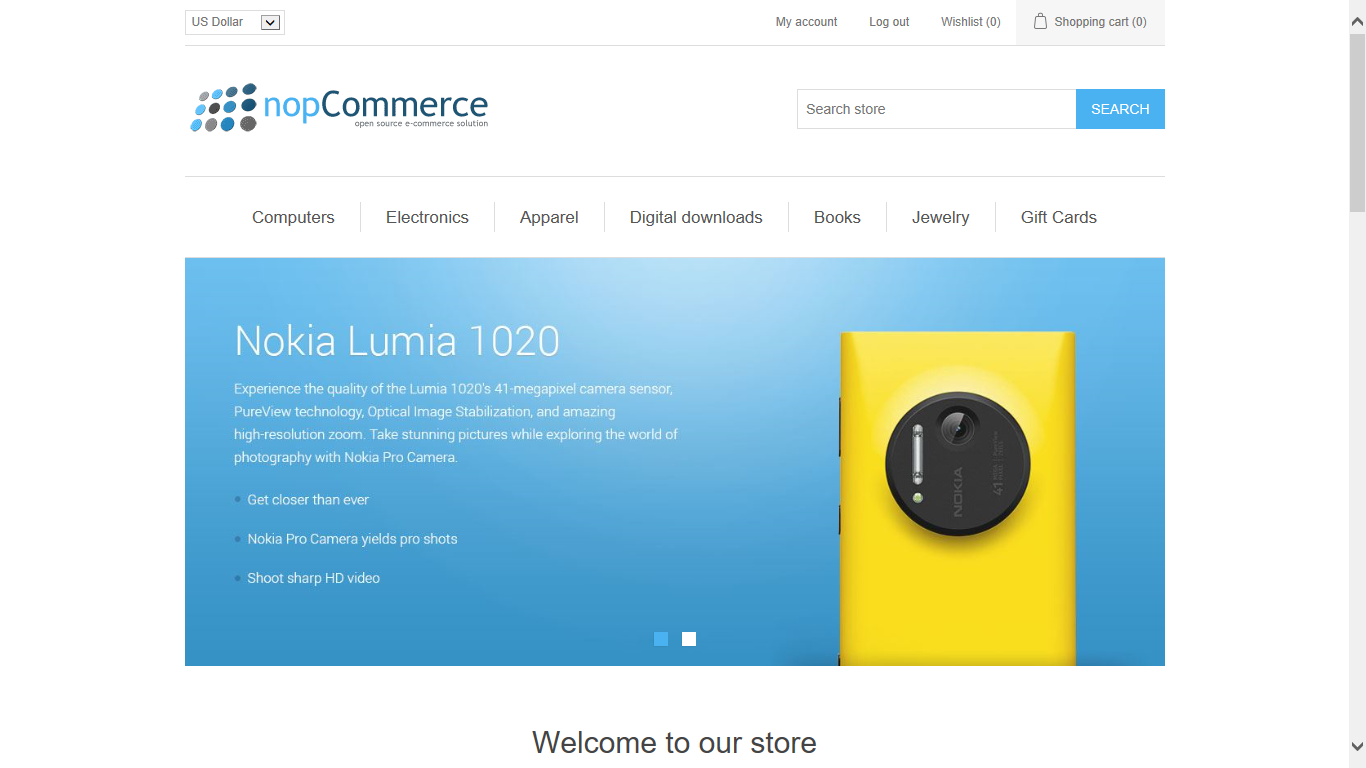 US Dollar
My account
Log out
Wishlist (0)
Shopping cart (0)
nopCommerce
open source e-commerce solution
Search store
SEARCH
Computers
Electronics
Apparel
Digital downloads
Books
Jewelry
Gift Cards
Nokia Lumia 1020
Experience the quality of the Lumia 1020's 41-megapixel camera sensor,
PureView technology, Optical Image Stabilization, and amazing
high-resolution zoom. Take stunning pictures while exploring the world of
photography with Nokia Pro Camera.
Get closer than ever
Nokia Pro Camera yields pro shots
Shoot sharp HD video
NOKIA
41
Welcome to our store